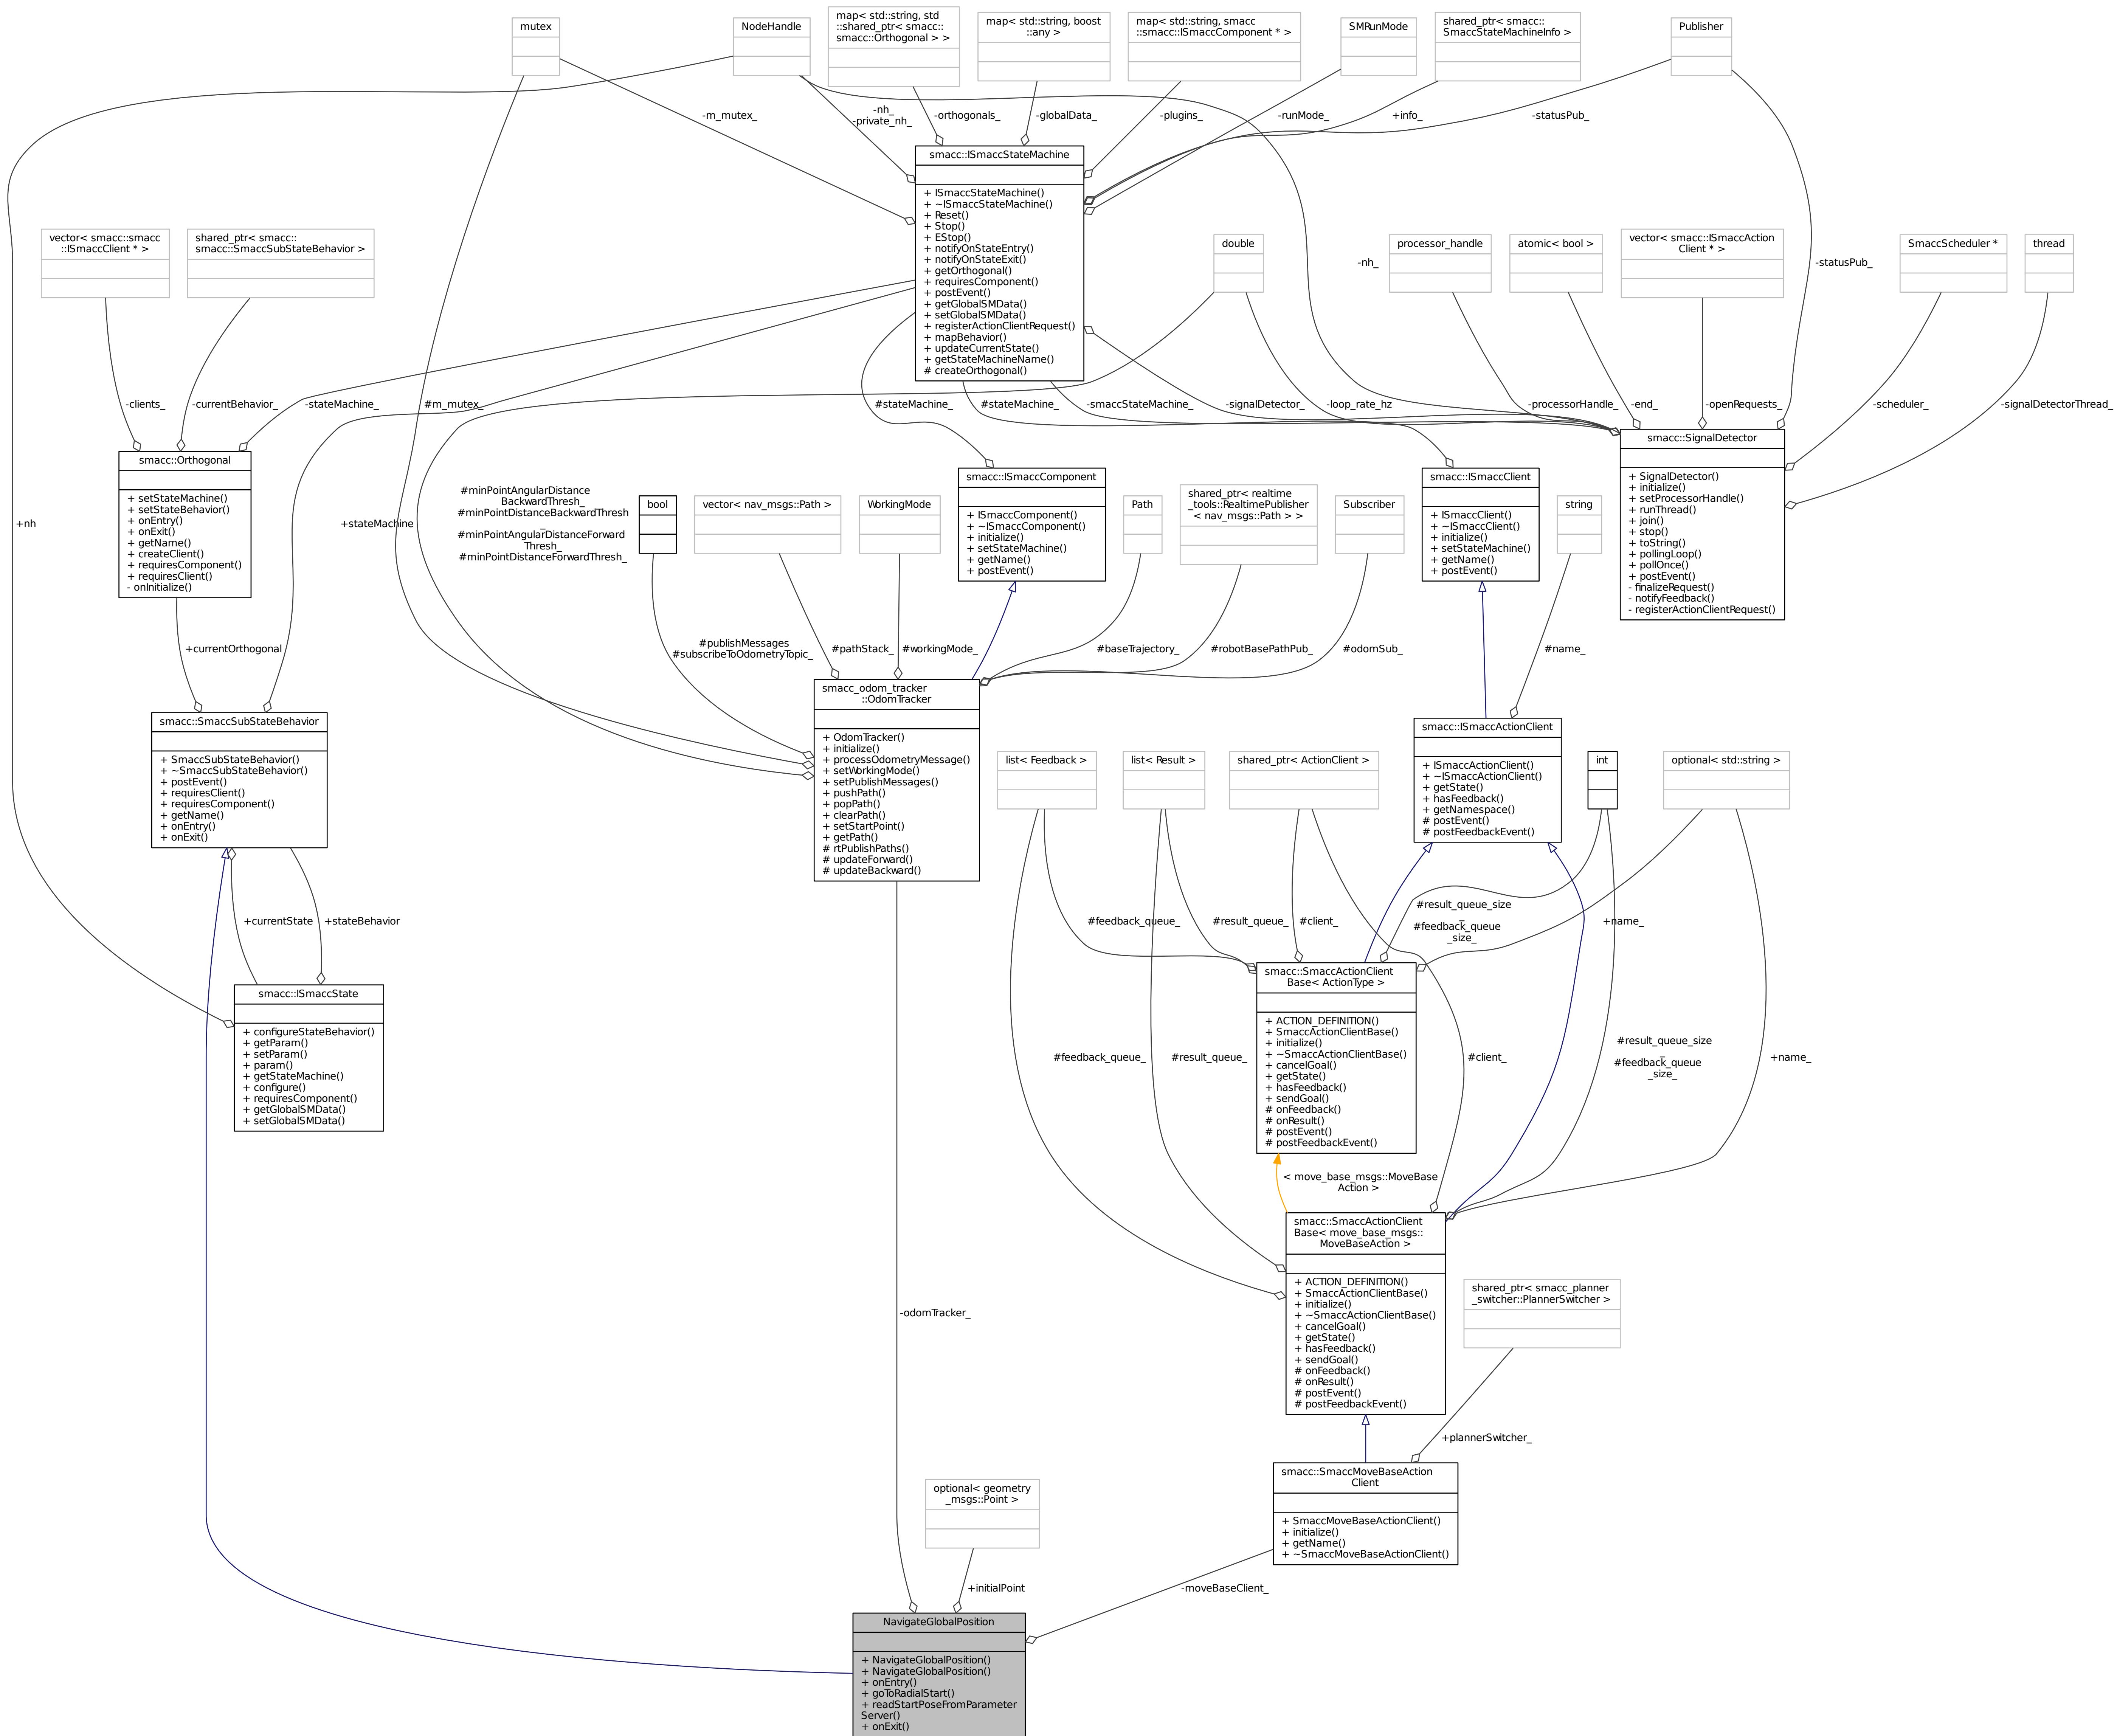 mutex
NodeHandle
map< std::string, std
::shared_ptr< smacc::
smacc::Orthogonal > >
map< std::string, boost
::any >
map< std::string, smacc
::smacc::ISmaccComponent * >
SMRunMode
shared_ptr< smacc::
SmaccStateMachineInfo >
Publisher
-m_mutex_
-nh_
-private_nh_
-orthogonals_
-globalData_
-plugins_
-runMode_
+info_
-statusPub_
smacc::ISmaccStateMachine
+ ISmaccStateMachine()
+ ~ISmaccStateMachine()
+ Reset()
+ Stop()
+ EStop()
+ notifyOnStateEntry()
+ notifyOnStateExit()
+ getOrthogonal()
+ requiresComponent()
+ postEvent()
+ getGlobalSMData()
+ setGlobalSMData()
+ registerActionClientRequest()
+ mapBehavior()
+ updateCurrentState()
+ getStateMachineName()
# createOrthogonal()
vector< smacc::smacc
::ISmaccClient * >
shared_ptr< smacc::
smacc::SmaccSubStateBehavior >
double
processor_handle
atomic< bool >
vector< smacc::ISmaccAction
Client * >
SmaccScheduler *
thread
-nh_
-statusPub_
-clients_
-currentBehavior_
-stateMachine_
#m_mutex_
#stateMachine_
#stateMachine_
-smaccStateMachine_
-signalDetector_
-loop_rate_hz
-processorHandle_
-end_
-openRequests_
-scheduler_
-signalDetectorThread_
smacc::Orthogonal
+ setStateMachine()
+ setStateBehavior()
+ onEntry()
+ onExit()
+ getName()
+ createClient()
+ requiresComponent()
+ requiresClient()
- onInitialize()
smacc::SignalDetector
+ SignalDetector()
+ initialize()
+ setProcessorHandle()
+ runThread()
+ join()
+ stop()
+ toString()
+ pollingLoop()
+ pollOnce()
+ postEvent()
- finalizeRequest()
- notifyFeedback()
- registerActionClientRequest()
+nh
+stateMachine
#minPointAngularDistance
BackwardThresh_
#minPointDistanceBackwardThresh
_
#minPointAngularDistanceForward
Thresh_
#minPointDistanceForwardThresh_
bool
vector< nav_msgs::Path >
WorkingMode
smacc::ISmaccComponent
+ ISmaccComponent()
+ ~ISmaccComponent()
+ initialize()
+ setStateMachine()
+ getName()
+ postEvent()
Path
shared_ptr< realtime
_tools::RealtimePublisher
< nav_msgs::Path > >
Subscriber
smacc::ISmaccClient
+ ISmaccClient()
+ ~ISmaccClient()
+ initialize()
+ setStateMachine()
+ getName()
+ postEvent()
string
+currentOrthogonal
#publishMessages
#subscribeToOdometryTopic_
#pathStack_
#workingMode_
#baseTrajectory_
#robotBasePathPub_
#odomSub_
#name_
smacc_odom_tracker
::OdomTracker
+ OdomTracker()
+ initialize()
+ processOdometryMessage()
+ setWorkingMode()
+ setPublishMessages()
+ pushPath()
+ popPath()
+ clearPath()
+ setStartPoint()
+ getPath()
# rtPublishPaths()
# updateForward()
# updateBackward()
smacc::SmaccSubStateBehavior
+ SmaccSubStateBehavior()
+ ~SmaccSubStateBehavior()
+ postEvent()
+ requiresClient()
+ requiresComponent()
+ getName()
+ onEntry()
+ onExit()
smacc::ISmaccActionClient
+ ISmaccActionClient()
+ ~ISmaccActionClient()
+ getState()
+ hasFeedback()
+ getNamespace()
# postEvent()
# postFeedbackEvent()
list< Feedback >
list< Result >
shared_ptr< ActionClient >
int
optional< std::string >
+currentState
+stateBehavior
#feedback_queue_
#result_queue_
#client_
#result_queue_size
_
#feedback_queue
_size_
+name_
smacc::ISmaccState
+ configureStateBehavior()
+ getParam()
+ setParam()
+ param()
+ getStateMachine()
+ configure()
+ requiresComponent()
+ getGlobalSMData()
+ setGlobalSMData()
smacc::SmaccActionClient
Base< ActionType >
+ ACTION_DEFINITION()
+ SmaccActionClientBase()
+ initialize()
+ ~SmaccActionClientBase()
+ cancelGoal()
+ getState()
+ hasFeedback()
+ sendGoal()
# onFeedback()
# onResult()
# postEvent()
# postFeedbackEvent()
#feedback_queue_
#result_queue_
#client_
#result_queue_size
_
#feedback_queue
_size_
+name_
< move_base_msgs::MoveBase
Action >
smacc::SmaccActionClient
Base< move_base_msgs::
MoveBaseAction >
+ ACTION_DEFINITION()
+ SmaccActionClientBase()
+ initialize()
+ ~SmaccActionClientBase()
+ cancelGoal()
+ getState()
+ hasFeedback()
+ sendGoal()
# onFeedback()
# onResult()
# postEvent()
# postFeedbackEvent()
shared_ptr< smacc_planner
_switcher::PlannerSwitcher >
-odomTracker_
+plannerSwitcher_
smacc::SmaccMoveBaseAction
Client
+ SmaccMoveBaseActionClient()
+ initialize()
+ getName()
+ ~SmaccMoveBaseActionClient()
optional< geometry
_msgs::Point >
+initialPoint
-moveBaseClient_
NavigateGlobalPosition
+ NavigateGlobalPosition()
+ NavigateGlobalPosition()
+ onEntry()
+ goToRadialStart()
+ readStartPoseFromParameter
Server()
+ onExit()